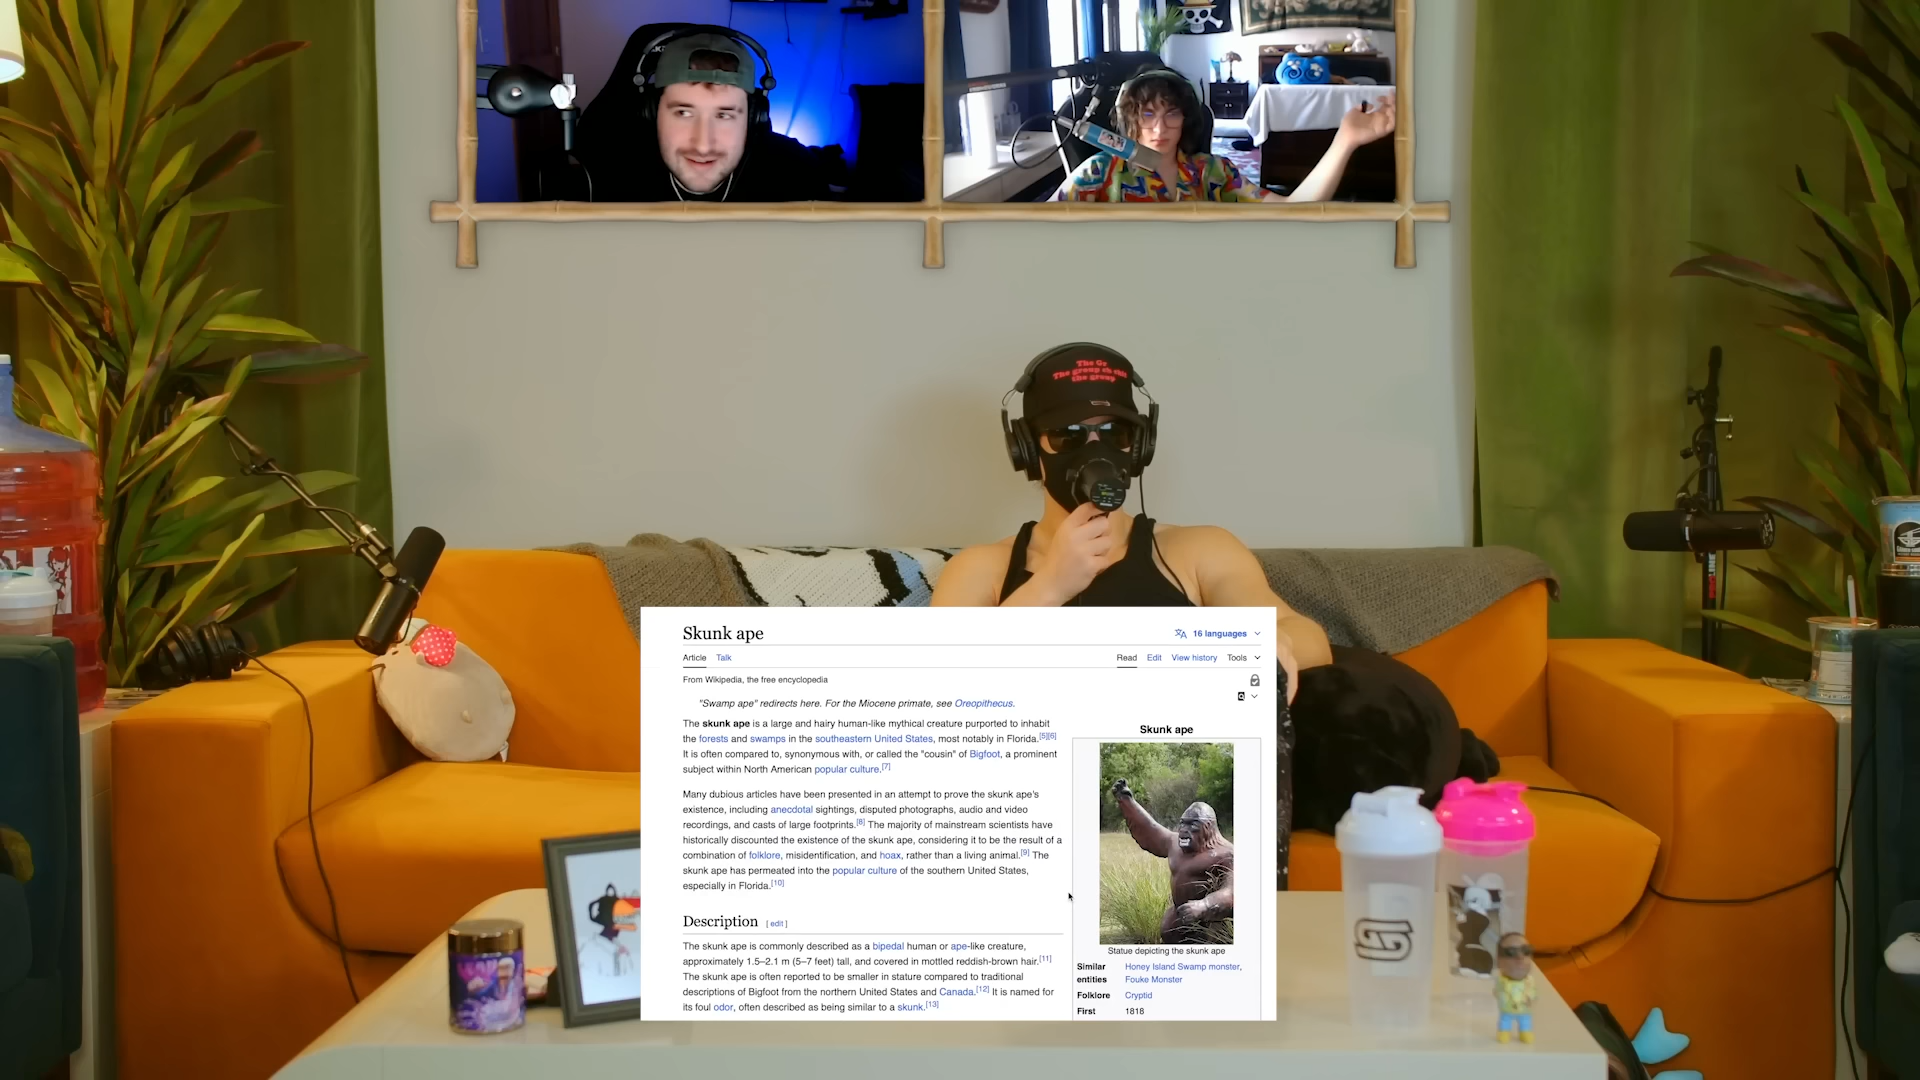 The Gr
The group ch chit
the group
Skunk ape
16 languages
Article Talk
Read Edit View history Tools
From Wikipedia, the free encyclopedia
"Swamp ape" redirects here. For the Miocene primate, see Oreopithecus.
The skunk ape is a large and hairy human-like mythical creature purported to inhabit
the forests and swamps in the southeastern United States, most notably in Florida.[5][6]
It is often compared to, synonymous with, or called the "cousin" of Bigfoot, a prominent
subject within North American popular culture.[7]
Many dubious articles have been presented in an attempt to prove the skunk ape's
existence, including anecdotal sightings, disputed photographs, audio and video
recordings, and casts of large footprints.[8] The majority of mainstream scientists have
historically discounted the existence of the skunk ape, considering it to be the result of a
combination of folklore, misidentification, and hoax, rather than a living animal.[9] The
skunk ape has permeated into the popular culture of the southern United States,
especially in Florida.[10]
Description [ edit ]
The skunk ape is commonly described as a bipedal human or ape-like creature,
approximately 1.5–2.1 m (5–7 feet) tall, and covered in mottled reddish-brown hair.[11]
The skunk ape is often reported to be smaller in stature compared to traditional
descriptions of Bigfoot from the northern United States and Canada.[12] It is named for
its foul odor, often described as being similar to a skunk.[13]
Skunk ape
Statue depicting the skunk ape
Similar entities Honey Island Swamp monster,
Fouke Monster
Folklore Cryptid
First 1818